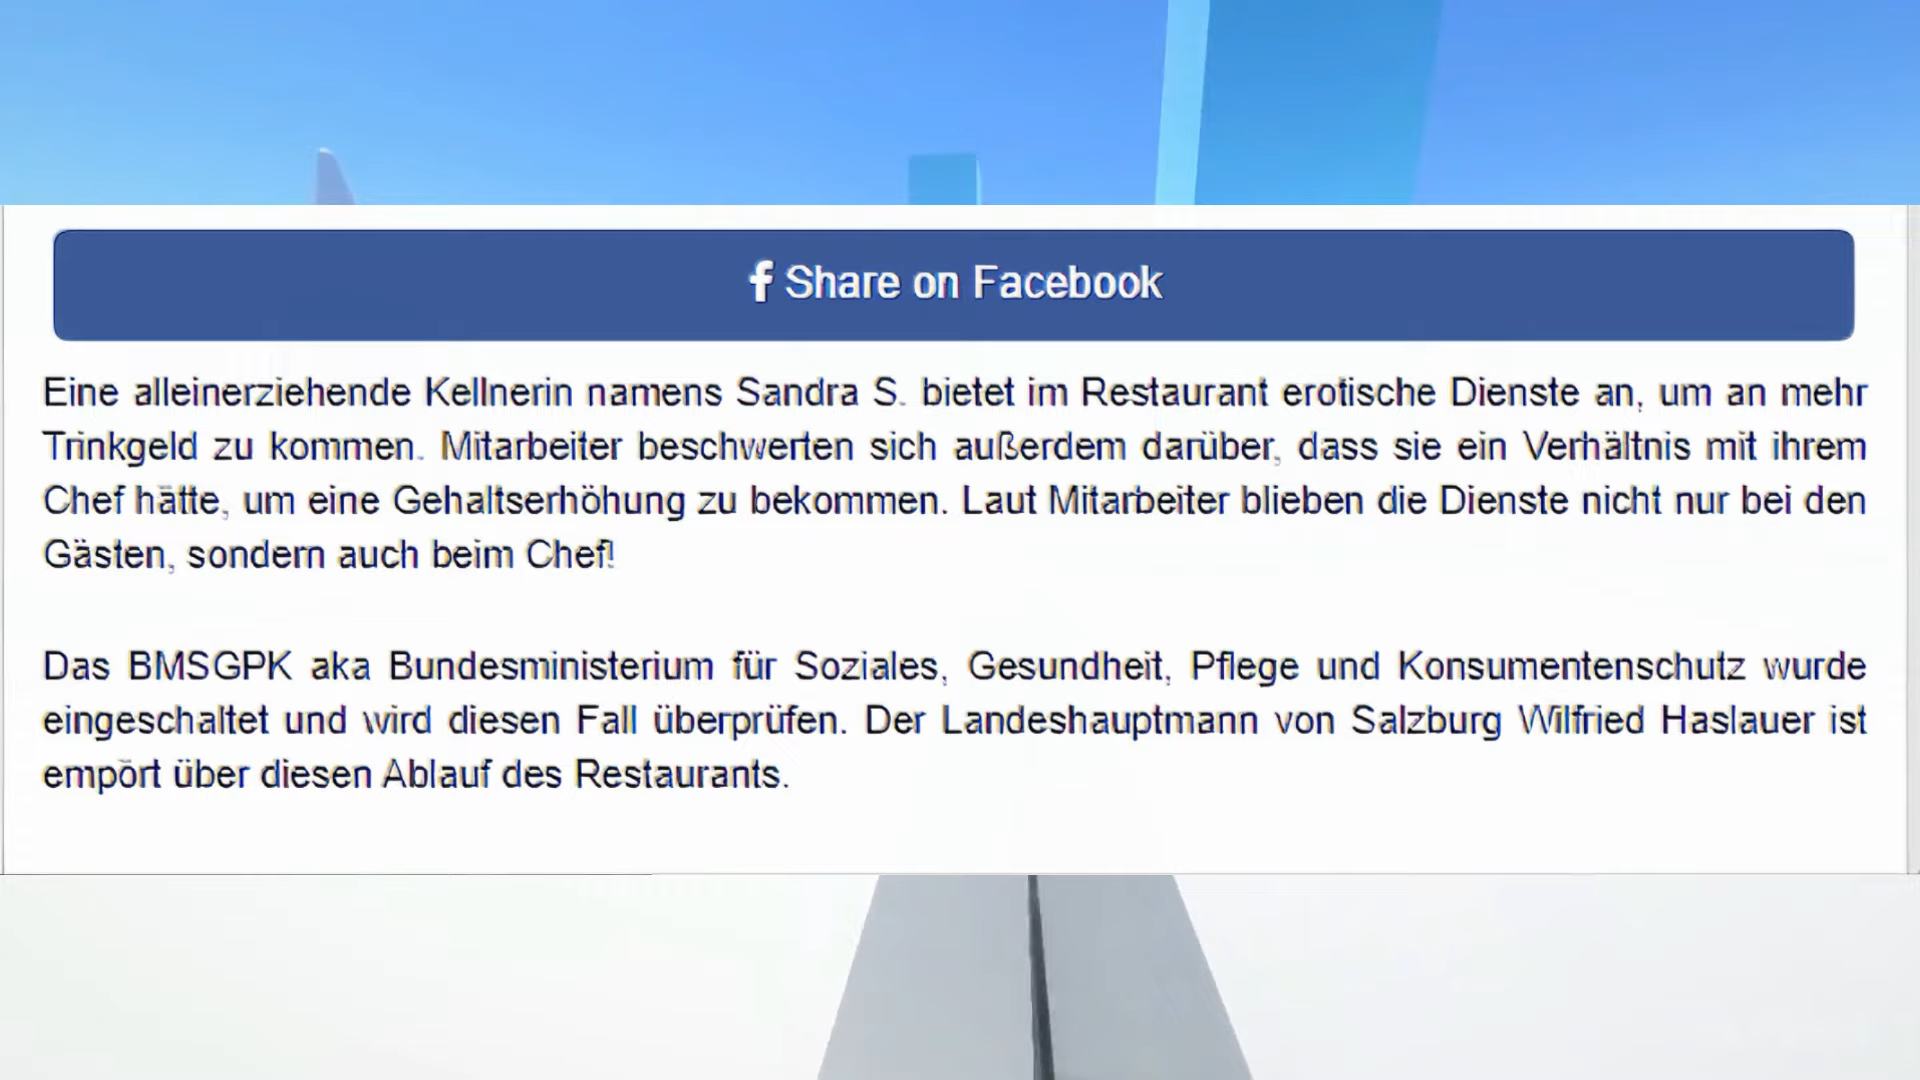 f Share on Facebook
Eine alleinerziehende Kellnerin namens Sandra S. bietet im Restaurant erotische Dienste an, um an mehr
Trinkgeld zu kommen. Mitarbeiter beschwerten sich außerdem darüber, dass sie ein Verhältnis mit ihrem
Chef hätte, um eine Gehaltserhöhung zu bekommen. Laut Mitarbeiter blieben die Dienste nicht nur bei den
Gästen, sondern auch beim Chef!
Das BMSGPK aka Bundesministerium für Soziales, Gesundheit, Pflege und Konsumentenschutz wurde
eingeschaltet und wird diesen Fall überprüfen. Der Landeshauptmann von Salzburg Wilfried Haslauer ist
empört über diesen Ablauf des Restaurants.